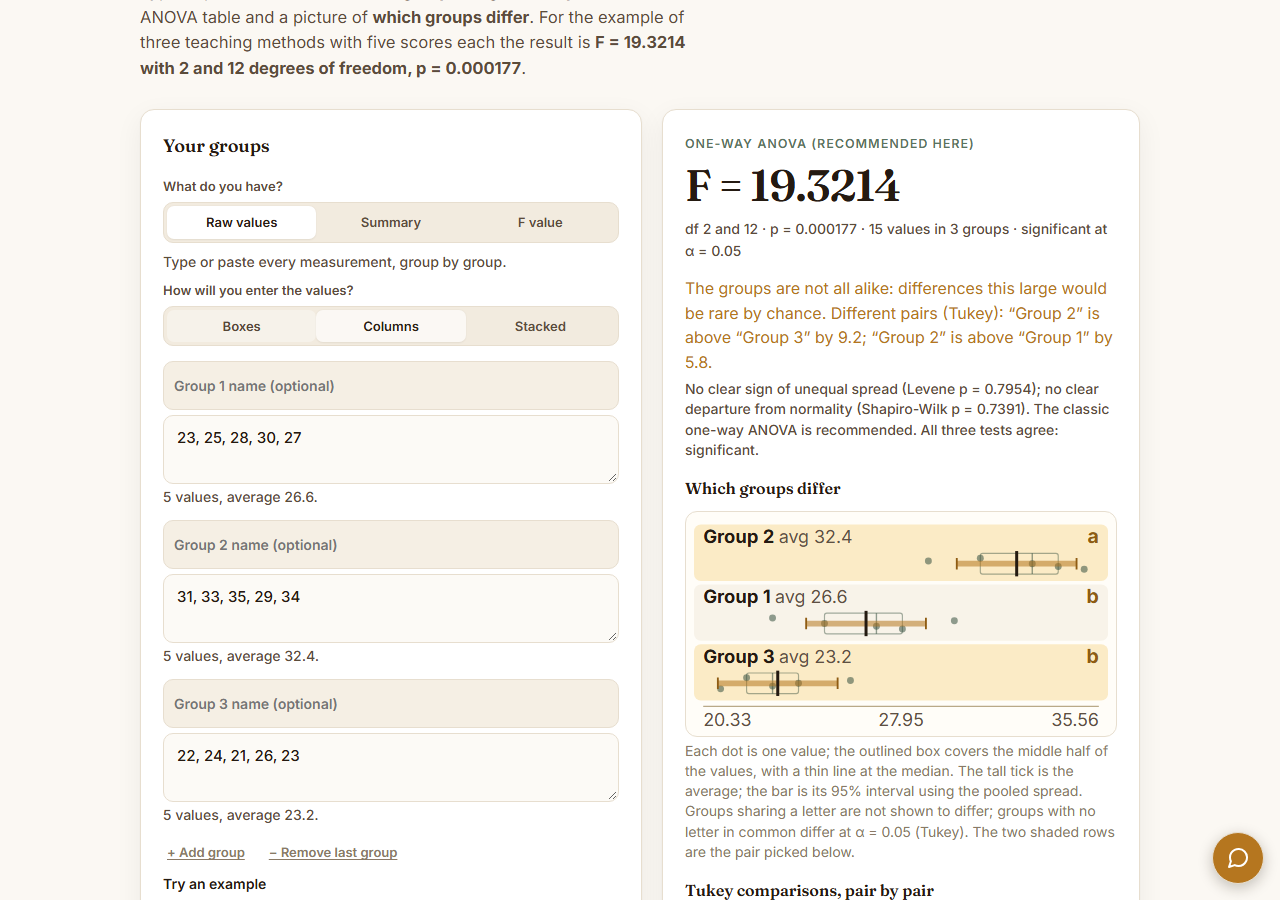 ANOVA table and a picture of which groups differ. For the example of
three teaching methods with five scores each the result is F = 19.3214
with 2 and 12 degrees of freedom, p = 0.000177.
Your groups
What do you have?
Raw values
Summary
F value
Type or paste every measurement, group by group.
How will you enter the values?
Boxes
Columns
Stacked
Group 1 name (optional)
23, 25, 28, 30, 27
5 values, average 26.6.
Group 2 name (optional)
31, 33, 35, 29, 34
5 values, average 32.4.
Group 3 name (optional)
22, 24, 21, 26, 23
5 values, average 23.2.
+ Add group
− Remove last group
Try an example
ONE-WAY ANOVA (RECOMMENDED HERE)
F = 19.3214
df 2 and 12 · p = 0.000177 · 15 values in 3 groups · significant at
α = 0.05
The groups are not all alike: differences this large would
be rare by chance. Different pairs (Tukey): “Group 2” is
above “Group 3” by 9.2; “Group 2” is above “Group 1” by
5.8.
No clear sign of unequal spread (Levene p = 0.7954); no clear
departure from normality (Shapiro-Wilk p = 0.7391). The classic
one-way ANOVA is recommended. All three tests agree:
significant.
Which groups differ
Group 2 avg 32.4 a
Group 1 avg 26.6 b
Group 3 avg 23.2 b
20.33 27.95 35.56
Each dot is one value; the outlined box covers the middle half of
the values, with a thin line at the median. The tall tick is the
average; the bar is its 95% interval using the pooled spread.
Groups sharing a letter are not shown to differ; groups with no
letter in common differ at α = 0.05 (Tukey). The two shaded rows
are the pair picked below.
Tukey comparisons, pair by pair